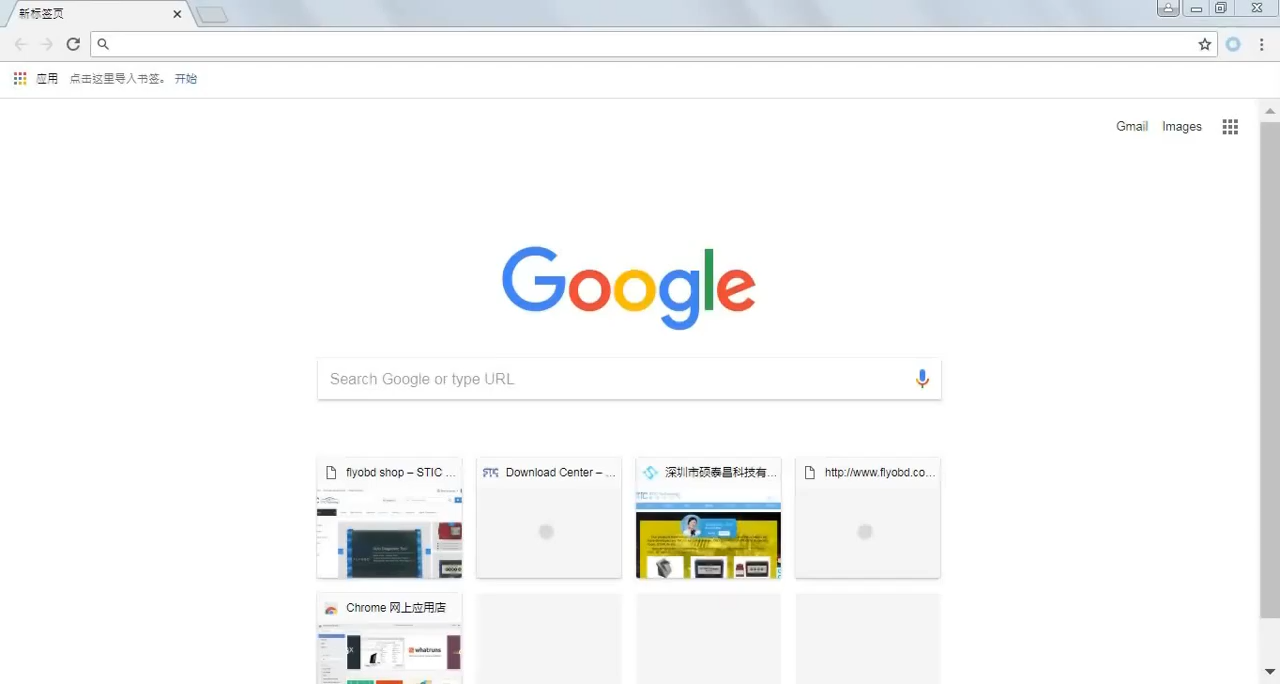 新标签页
应用 点击这里导入书签。 开始
Gmail Images
Google
Search Google or type URL
flyobd shop – STIC ...
STIC Download Center – ...
深圳市硕泰昌科技有...
http://www.flyobd.co...
Chrome 网上应用店
whatruns